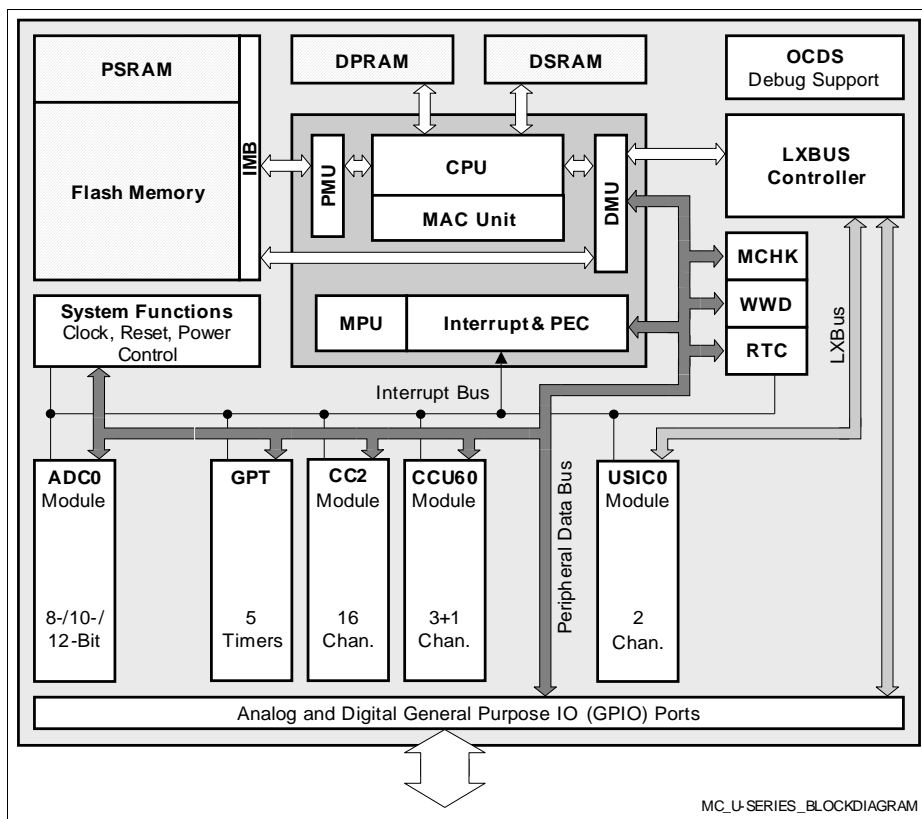 PSRAM
Flash Memory
IMB
DPRAM
DSRAM
OCDS
Debug Support
PMU
CPU
MAC Unit
DMU
LXBUS
Controller
MCHK
WWD
RTC
LXBus
System Functions
Clock, Reset, Power
Control
MPU
Interrupt & PEC
Interrupt Bus
ADC0
Module
8-/10-/
12-Bit
GPT
5
Timers
CC2
Module
16
Chan.
CCU60
Module
3+1
Chan.
Peripheral Data Bus
USIC0
Module
2
Chan.
Analog and Digital General Purpose IO (GPIO) Ports
MC_U-SERIES_BLOCKDIAGRAM